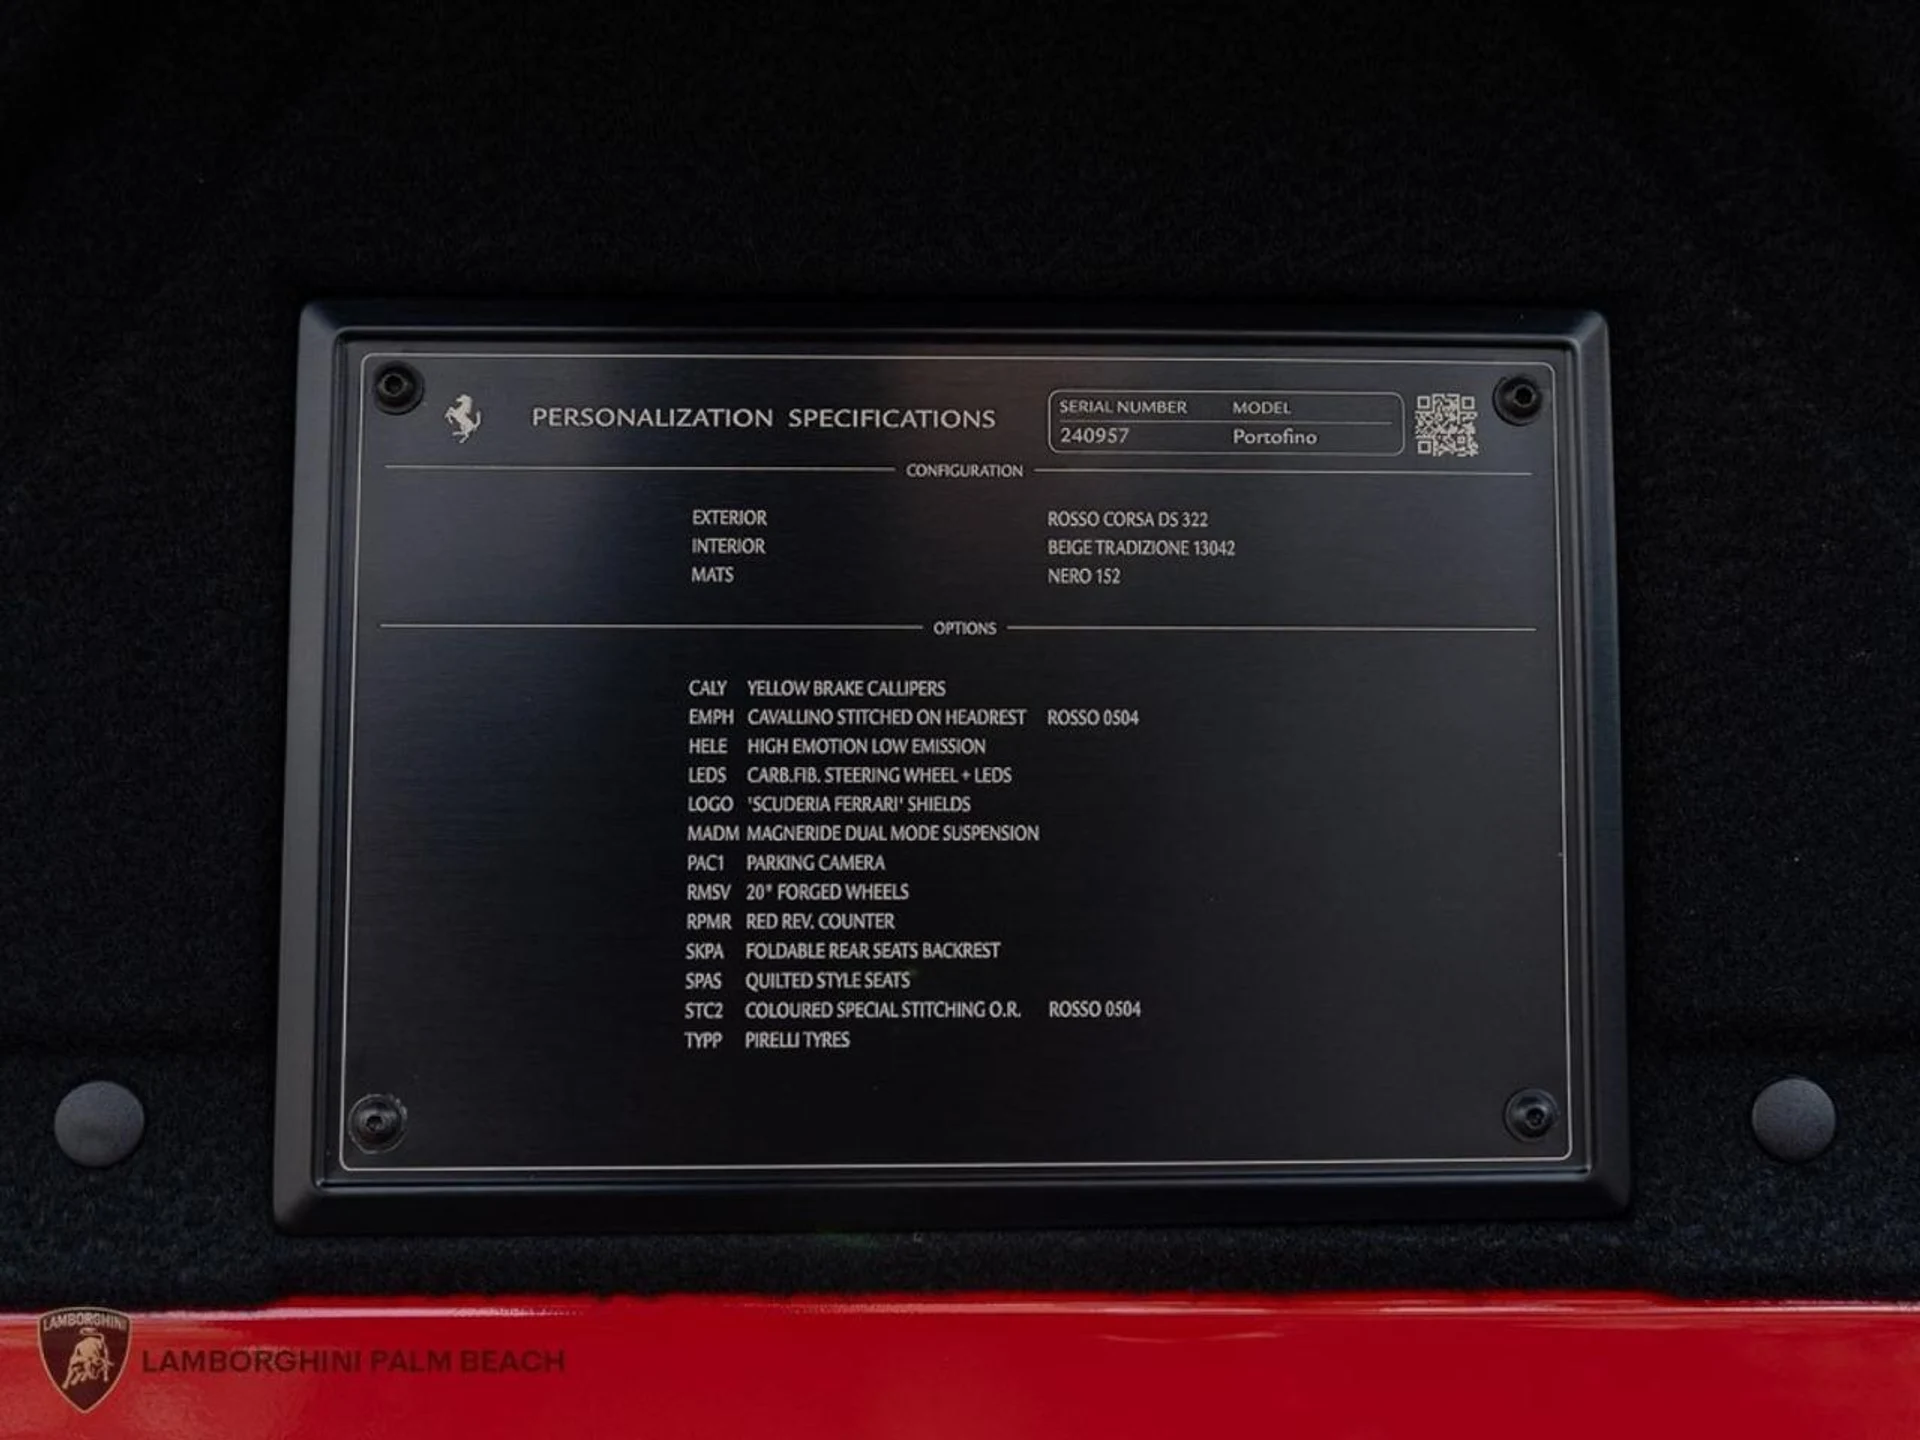 PERSONALIZATION SPECIFICATIONS
SERIAL NUMBER MODEL
240957 Portofino
CONFIGURATION
EXTERIOR ROSSO CORSA DS 322
INTERIOR BEIGE TRADIZIONE 13042
MATS NERO 152
OPTIONS
CALY YELLOW BRAKE CALLIPERS
EMPH CAVALLINO STITCHED ON HEADREST ROSSO 0504
HELE HIGH EMOTION LOW EMISSION
LEDS CARB.FIB. STEERING WHEEL + LEDS
LOGO 'SCUDERIA FERRARI' SHIELDS
MADM MAGNERIDE DUAL MODE SUSPENSION
PAC1 PARKING CAMERA
RMSV 20" FORGED WHEELS
RPMR RED REV. COUNTER
SKPA FOLDABLE REAR SEATS BACKREST
SPAS QUILTED STYLE SEATS
STC2 COLOURED SPECIAL STITCHING O.R. ROSSO 0504
TYPP PIRELLI TYRES
LAMBORGHINI
LAMBORGHINI PALM BEACH